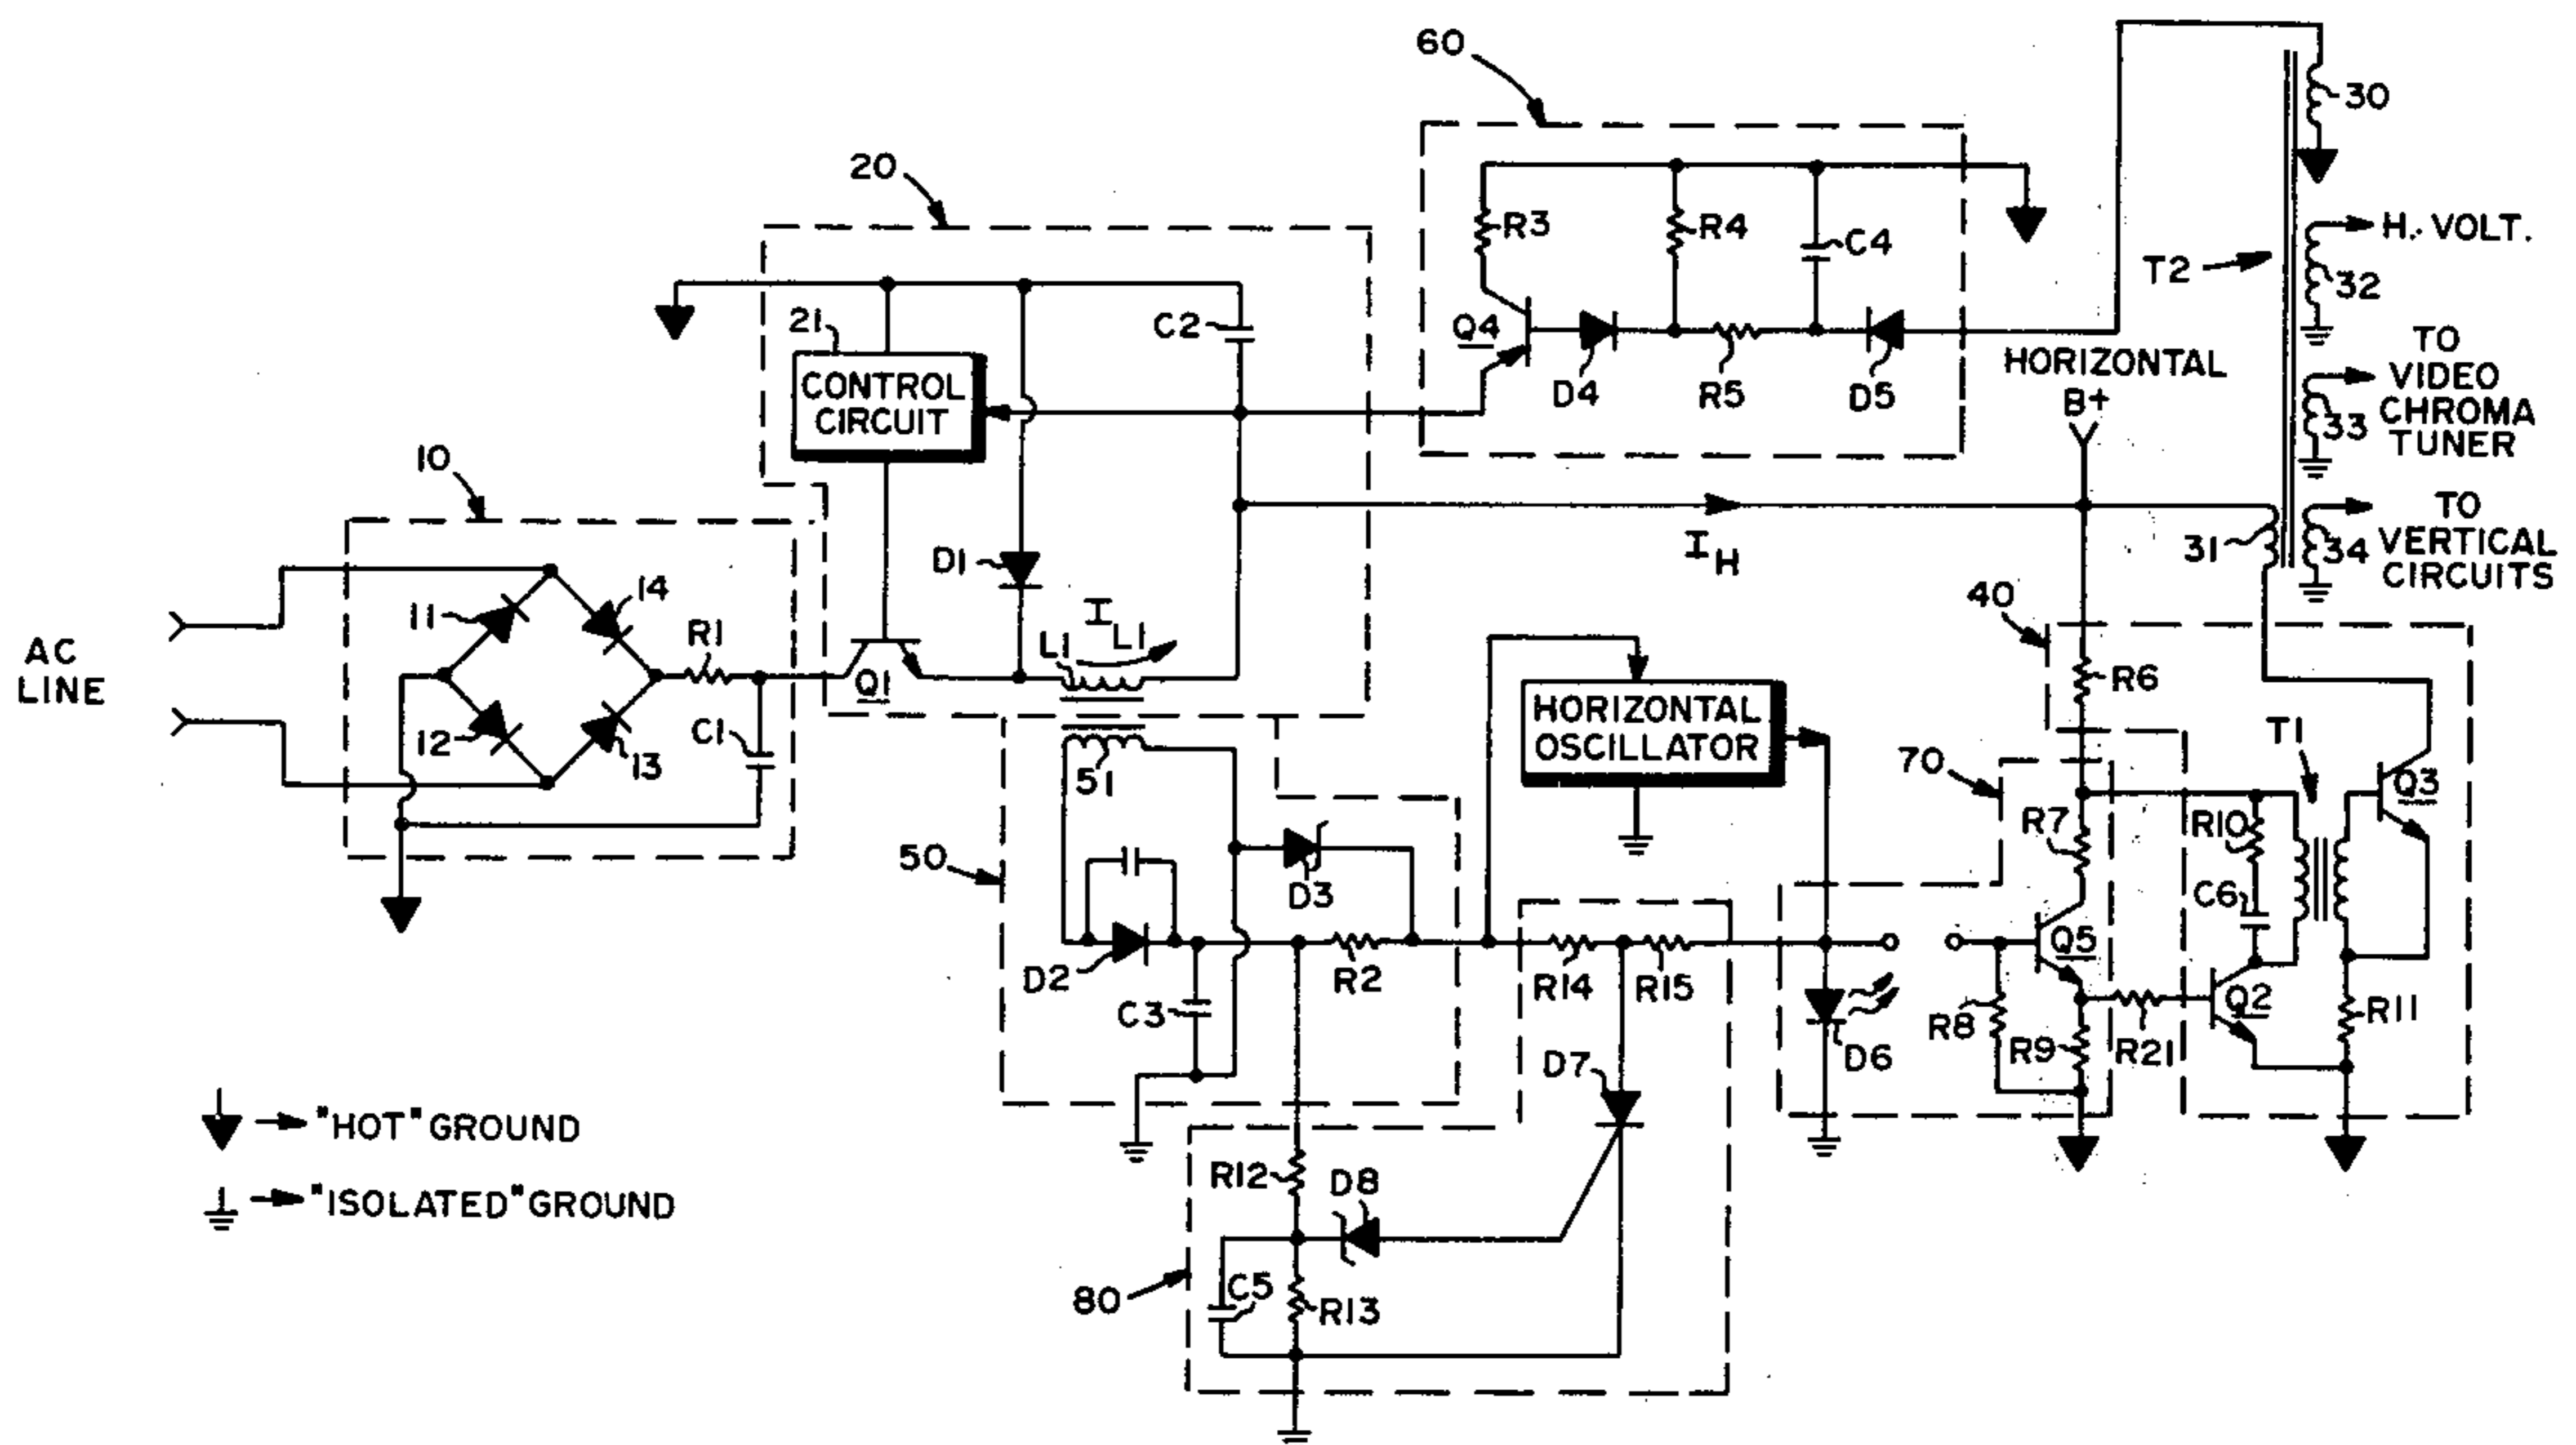 60
30
20
R3
R4
C4
H. VOLT.
T2
32
21
C2
Q4
D4
R5
D5
HORIZONTAL
B+
TO
VIDEO
CHROMA
TUNER
33
CONTROL
CIRCUIT
10
D1
I H
31
34
TO
VERTICAL
CIRCUITS
11
14
R1
L1
I L1
40
AC
LINE
Q1
R6
12
13
C1
51
HORIZONTAL
OSCILLATOR
70
T1
Q3
R7
R10
50
D3
C6
D2
R2
R14
R15
Q5
C3
D6
R8
R9
R21
Q2
R11
D7
"HOT" GROUND
R12
D8
"ISOLATED" GROUND
80
C5
R13